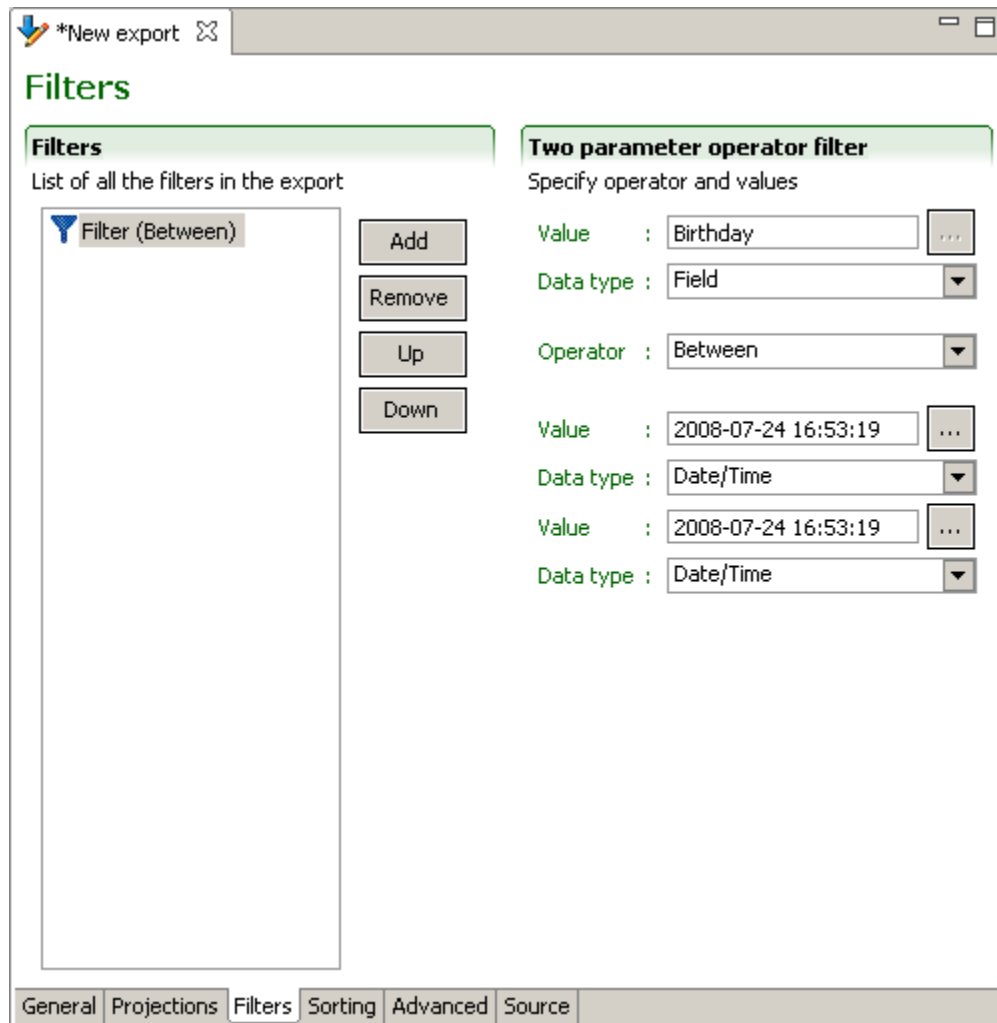 *New export
Filters
Filters
List of all the filters in the export
Filter (Between)
Add
Remove
Up
Down
Two parameter operator filter
Specify operator and values
Value : Birthday ...
Data type : Field
Operator : Between
Value : 2008-07-24 16:53:19 ...
Data type : Date/Time
Value : 2008-07-24 16:53:19 ...
Data type : Date/Time
General Projections Filters Sorting Advanced Source